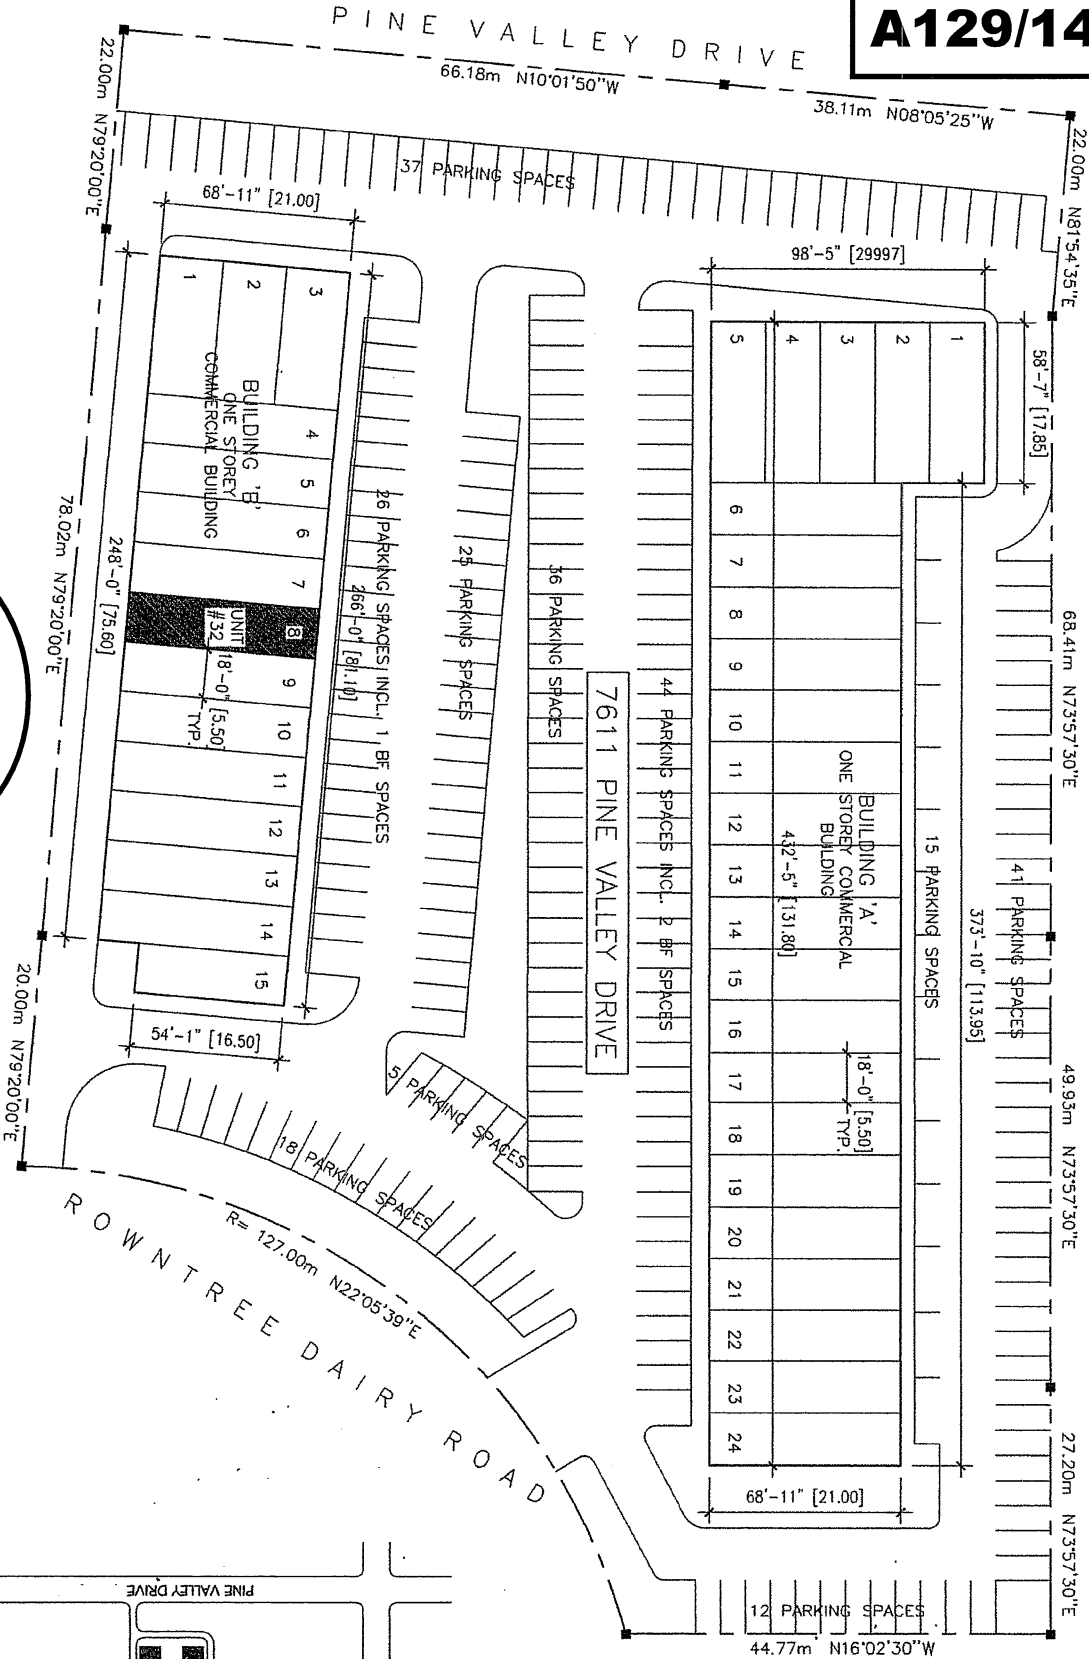 PINE VALLEY DRIVE
A129/14
66.18m N10°01'50"W
38.11m N08°05'25"W
22.00m N79°20'00"E
22.00m N81°54'35"E
37 PARKING SPACES
68'-11" [21.00]
98'-5" [29997]
58'-7" [17.85]
1
2
3
BUILDING 'B'
ONE STOREY
COMMERCIAL BUILDING
4
5
6
7
8
UNIT
#32
9
10
11
12
13
14
15
18'-0" [5.50]
TYP.
248'-0" [75.60]
266'-0" [81.10]
78.02m N79°20'00"E
20.00m N79°20'00"E
54'-1" [16.50]
26 PARKING SPACES INCL. 1 BF SPACES
25 PARKING SPACES
36 PARKING SPACES
7611 PINE VALLEY DRIVE
44 PARKING SPACES INCL. 2 BF SPACES
1
2
3
4
5
6
7
8
9
10
11
12
13
14
15
16
17
18
19
20
21
22
23
24
BUILDING 'A'
ONE STOREY COMMERCIAL
BUILDING
432'-5" [131.80]
18'-0" [5.50]
TYP.
15 PARKING SPACES
373'-10" [113.95]
41 PARKING SPACES
68.41m N73°57'30"E
49.93m N73°57'30"E
27.20m N73°57'30"E
68'-11" [21.00]
5 PARKING SPACES
18 PARKING SPACES
R= 127.00m N22°05'39"E
ROWNTREE DAIRY ROAD
12 PARKING SPACES
44.77m N16°02'30"W
PINE VALLEY DRIVE